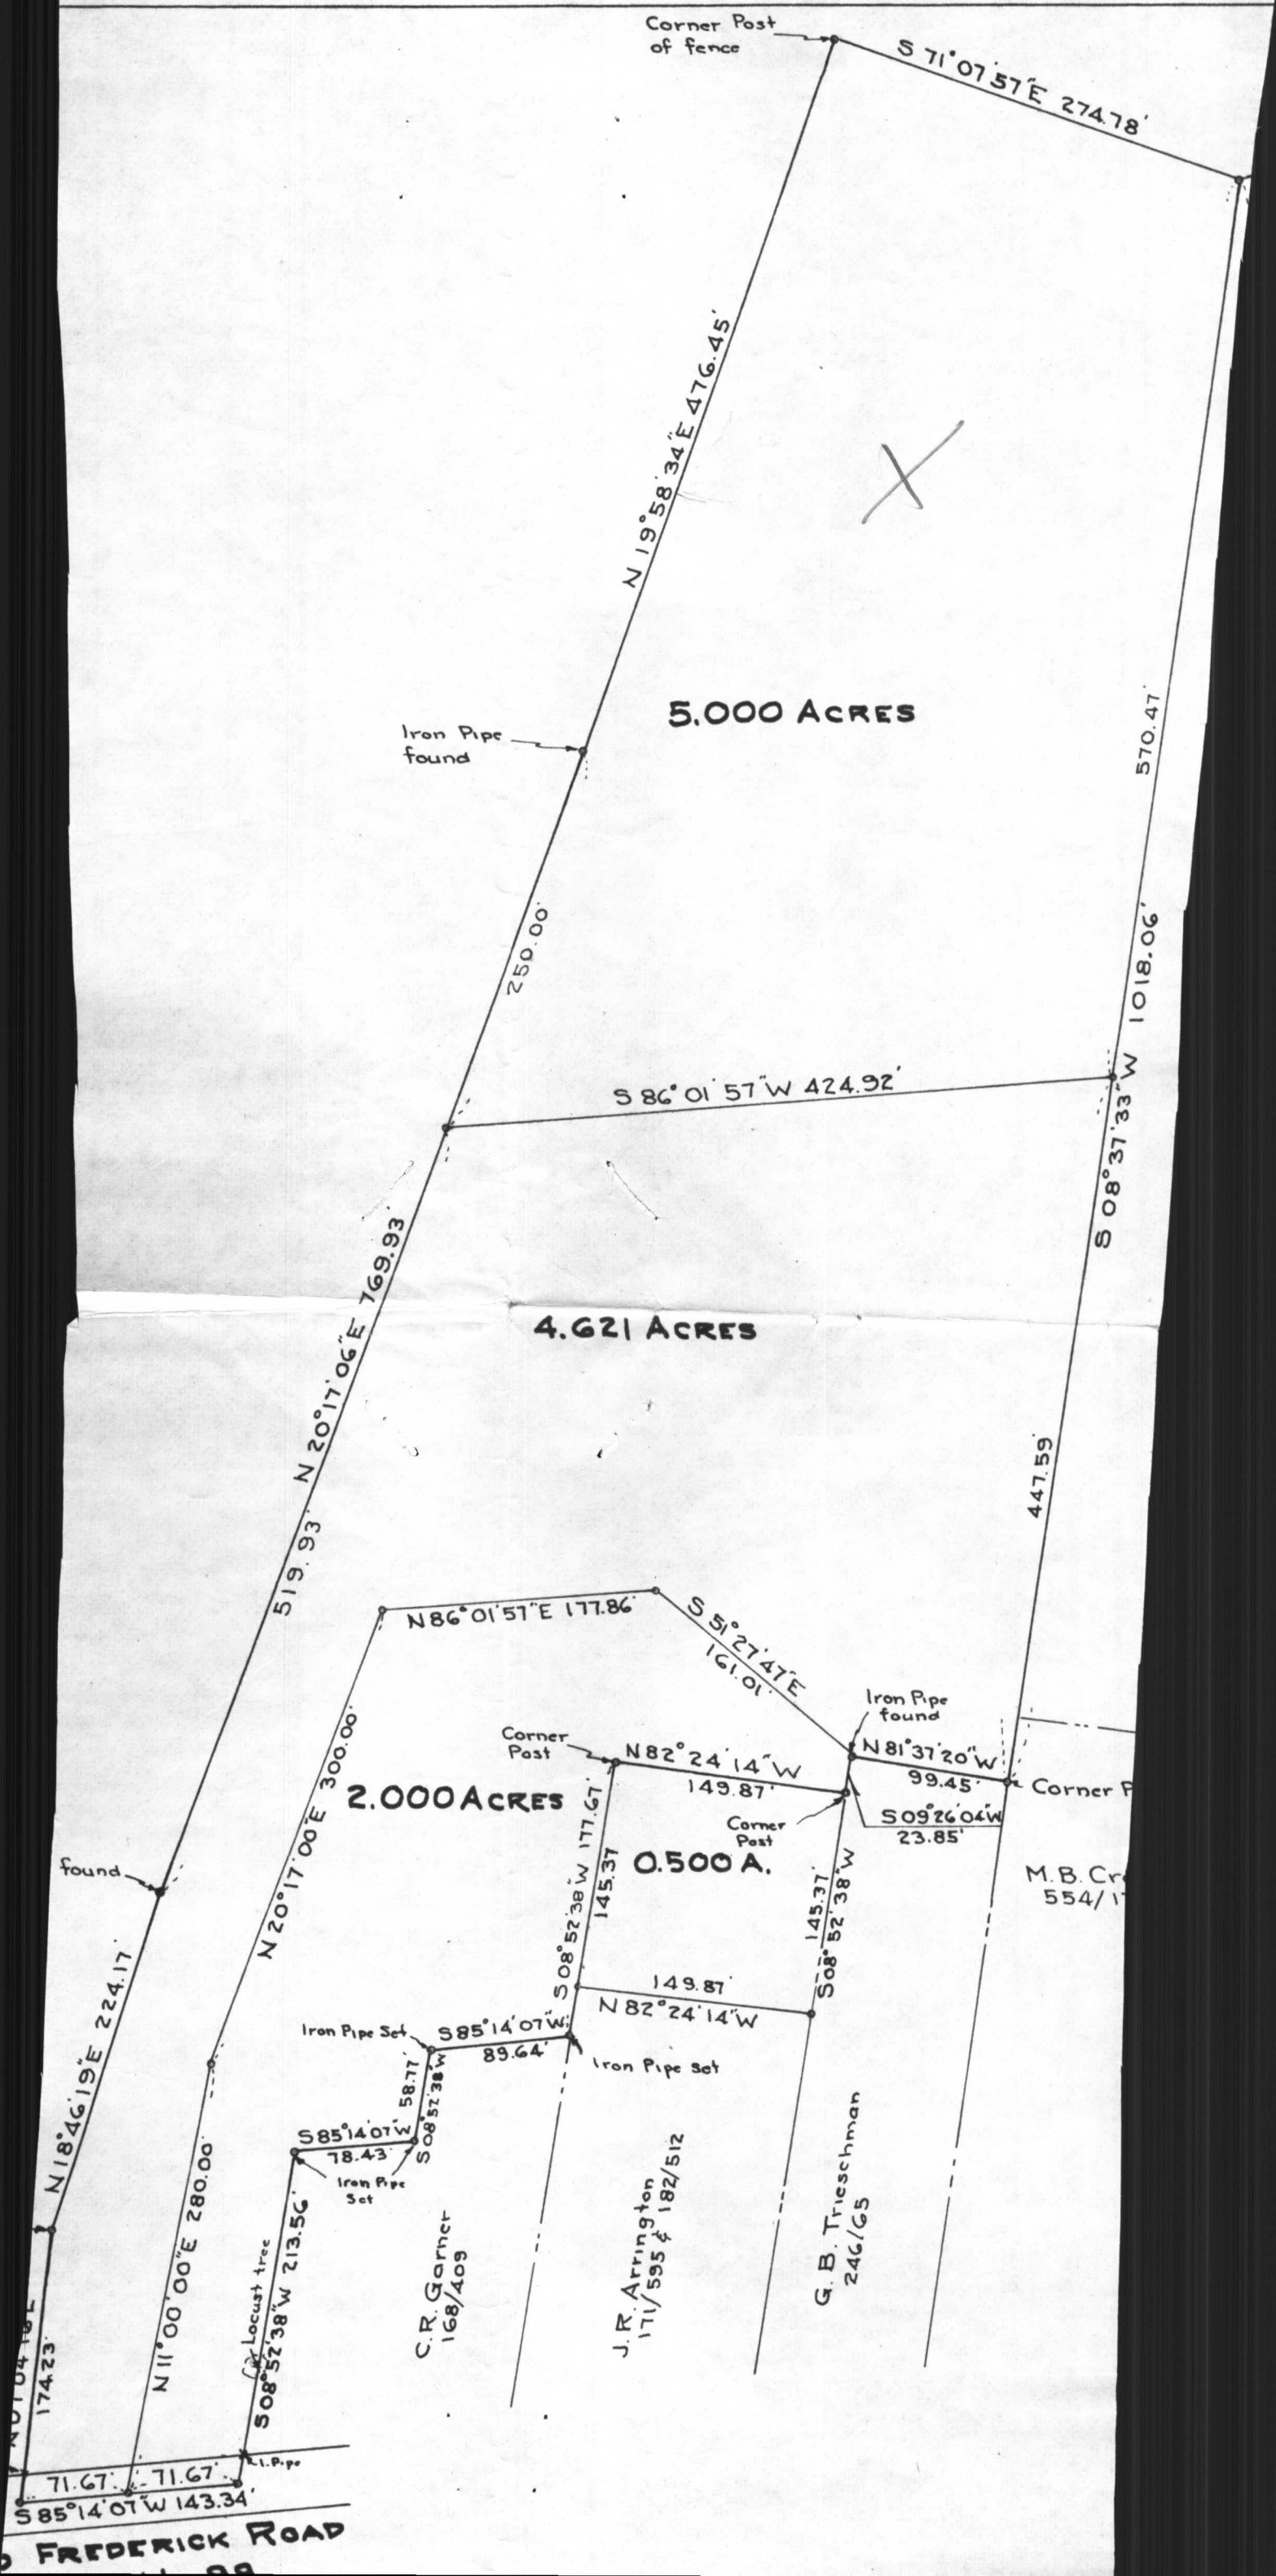 Corner Post
of fence
S 71°07'57"E 274.78'
N 19°58'34"E 476.45'
5.000 ACRES
Iron Pipe
found
570.47'
250.00'
S 08°37'33"W 1018.06'
S 86°01'57"W 424.92'
N 20°17'06"E 769.93'
4.621 ACRES
519.93'
447.59'
N 86°01'57"E 177.86'
S 51°27'47"E
161.01'
Iron Pipe
found
Corner
Post
N 82°24'14"W
149.87'
N 81°37'20"W
99.45'
Corner P
N 20°17'00"E 300.00'
2.000 ACRES
S 08°52'38"W 177.67'
145.37
Corner
Post
S 09°26'04"W
23.85'
0.500 A.
found
M.B. Cr
554/1
145.37'
S 08°52'38"W
N 18°46'19"E 224.17'
149.87'
N 82°24'14"W
Iron Pipe Set
S 85°14'07"W
89.64'
Iron Pipe set
58.77'
S 08°52'38"W
S 85°14'07"W
78.43'
Iron Pipe
Set
N 11°00'00"E 280.00'
Locust tree
S 08°52'38"W 213.56'
C.R. Garner
168/409
J.R. Arrington
171/595 & 182/512
G.B. Trieschman
246/65
174.23'
I. Pipe
71.67' 71.67'
S 85°14'07"W 143.34'
FREDERICK ROAD